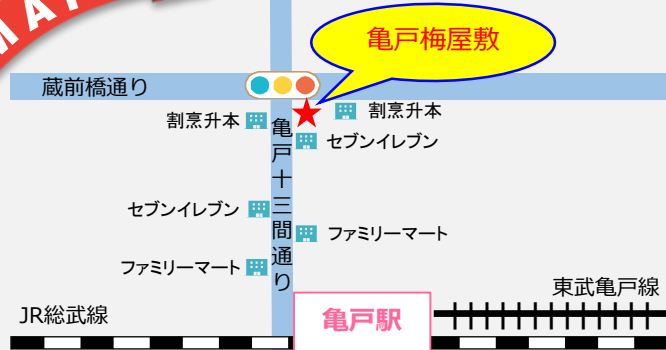 MAP
亀戸梅屋敷
蔵前橋通り
割烹升本
割烹升本
亀戸十三間通り
セブンイレブン
セブンイレブン
ファミリーマート
ファミリーマート
東武亀戸線
JR総武線
亀戸駅